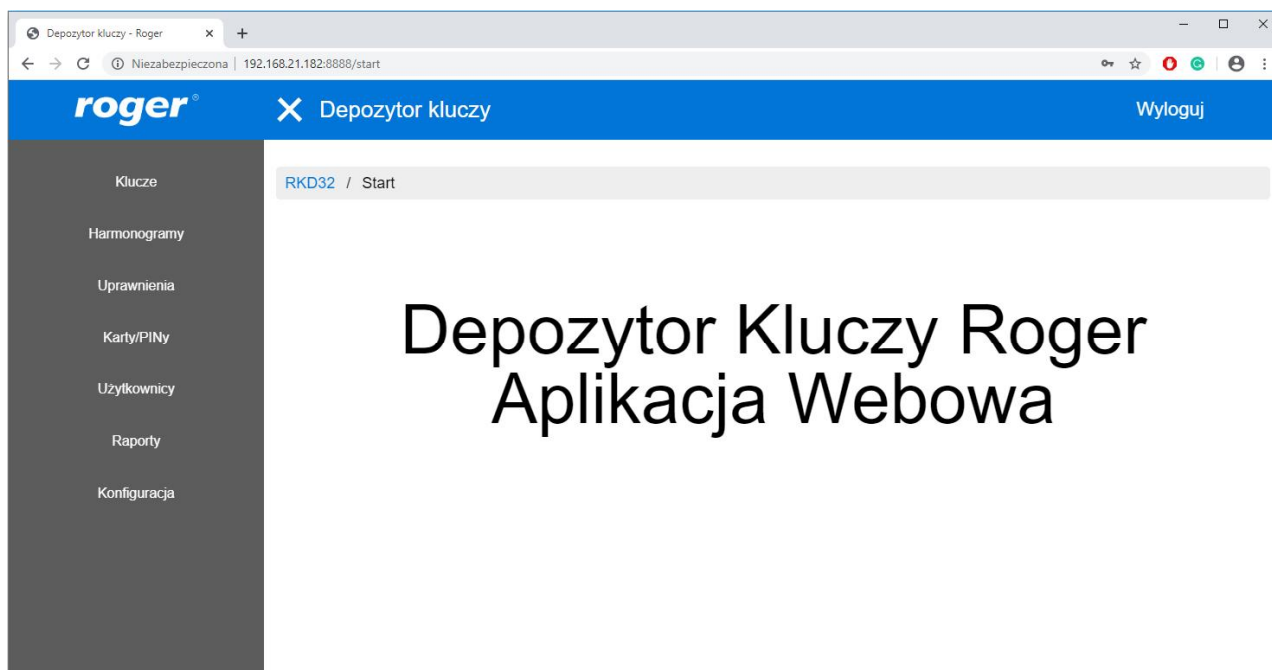 Depozytor kluczy - Roger
Niezabezpieczona | 192.168.21.182:8888/start
roger®
Depozytor kluczy
Wyloguj
Klucze
Harmonogramy
Uprawnienia
Karty/PINy
Użytkownicy
Raporty
Konfiguracja
RKD32 / Start
Depozytor Kluczy Roger
Aplikacja Webowa